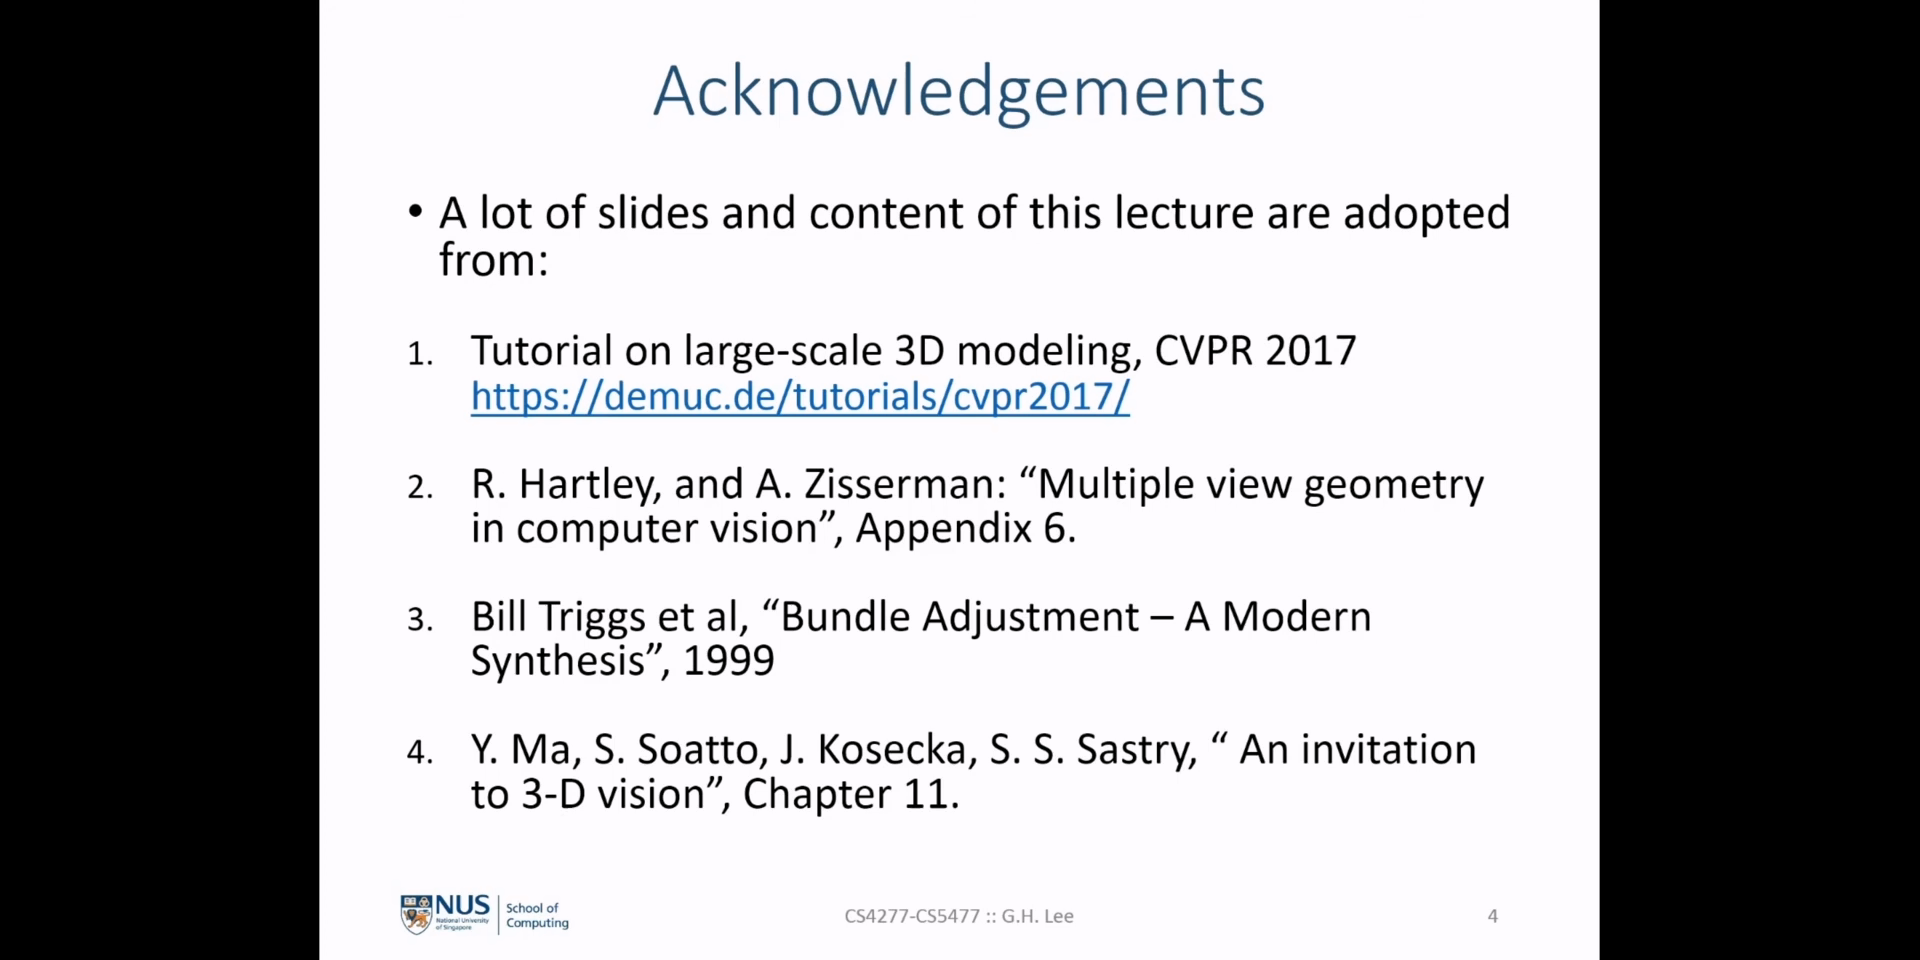 Acknowledgements
• A lot of slides and content of this lecture are adopted
from:
1. Tutorial on large-scale 3D modeling, CVPR 2017
https://demuc.de/tutorials/cvpr2017/
2. R. Hartley, and A. Zisserman: “Multiple view geometry
in computer vision”, Appendix 6.
3. Bill Triggs et al, “Bundle Adjustment – A Modern
Synthesis”, 1999
4. Y. Ma, S. Soatto, J. Kosecka, S. S. Sastry, “ An invitation
to 3-D vision”, Chapter 11.
NUS
National University
of Singapore
School of
Computing
CS4277-CS5477 :: G.H. Lee
4